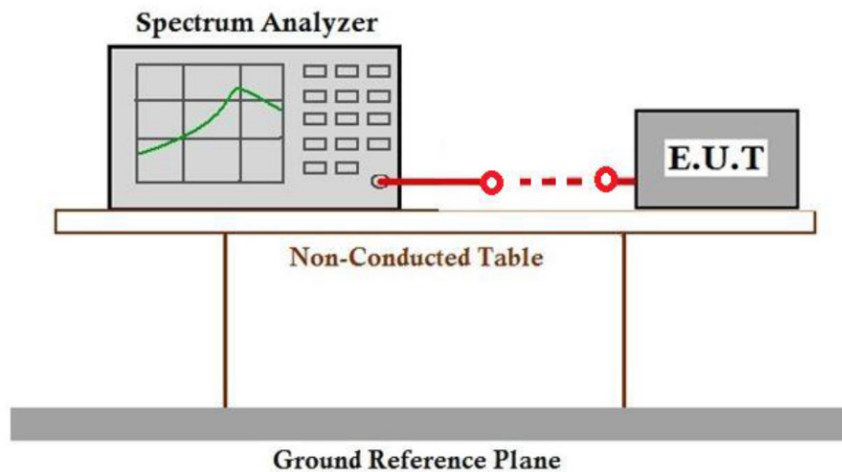 Spectrum Analyzer
E.U.T
Non-Conducted Table
Ground Reference Plane